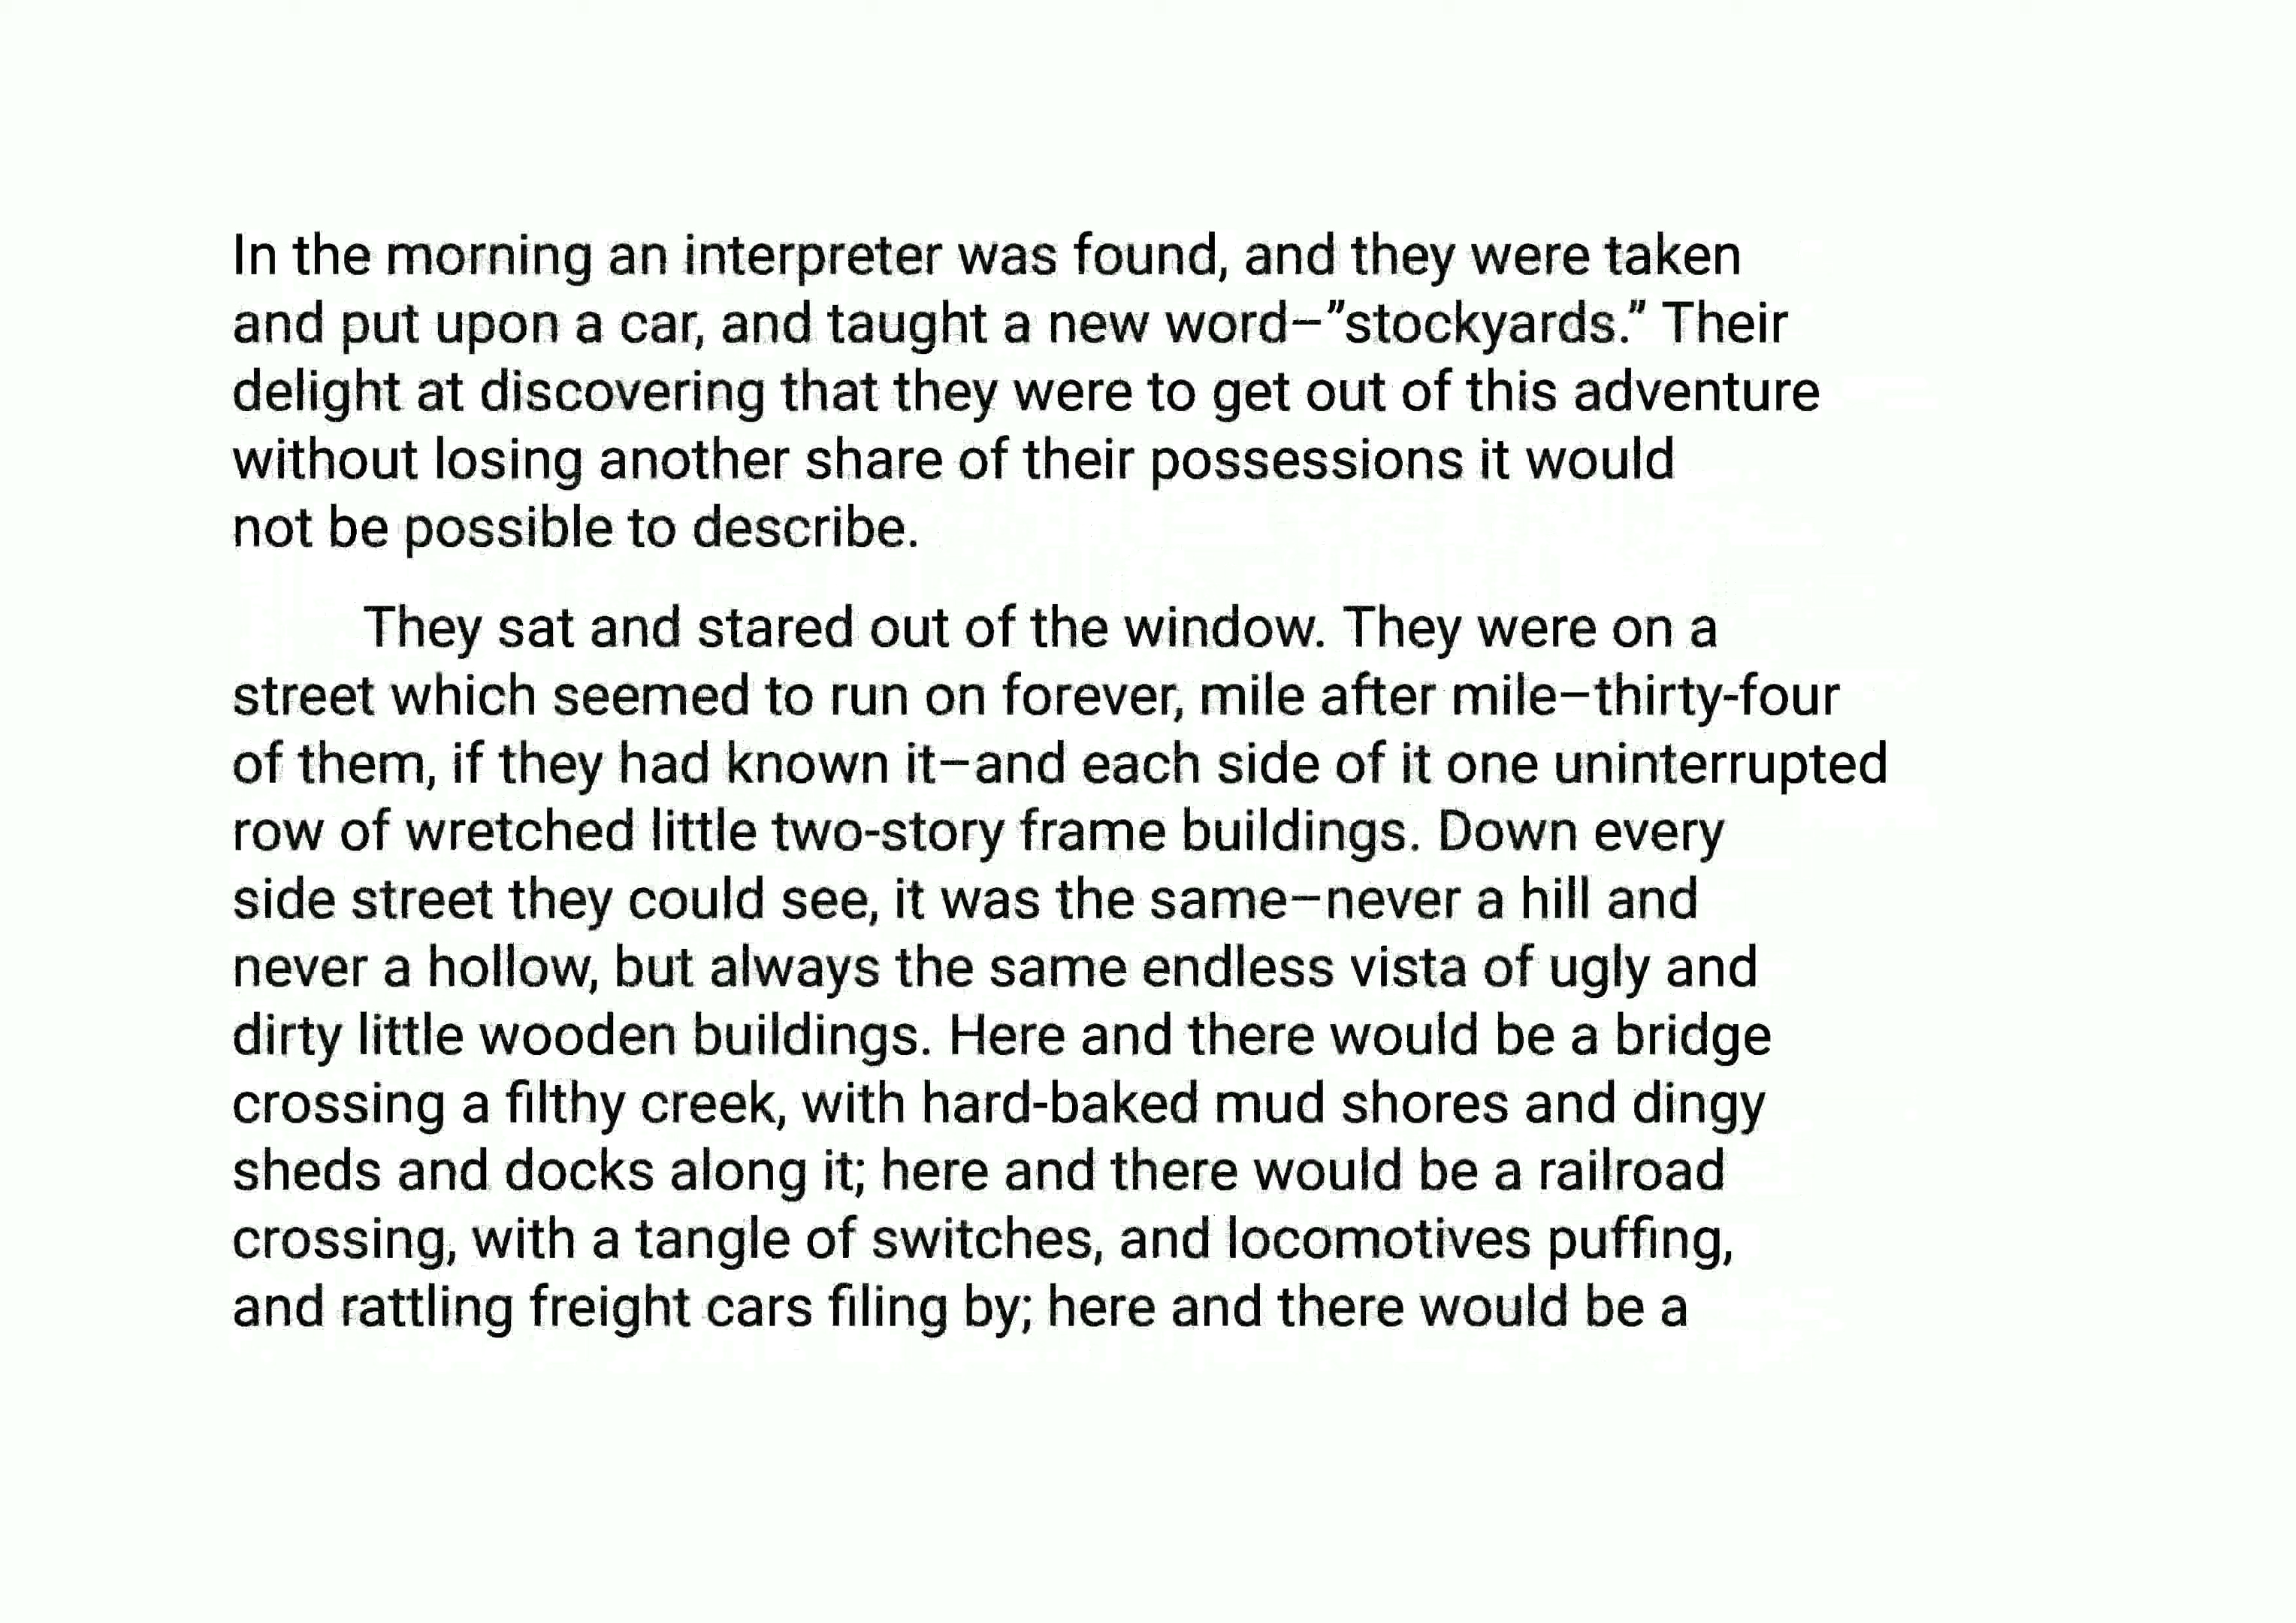 In the morning an interpreter was found, and they were taken
and put upon a car, and taught a new word–”stockyards.” Their
delight at discovering that they were to get out of this adventure
without losing another share of their possessions it would
not be possible to describe.
They sat and stared out of the window. They were on a
street which seemed to run on forever, mile after mile–thirty-four
of them, if they had known it–and each side of it one uninterrupted
row of wretched little two-story frame buildings. Down every
side street they could see, it was the same–never a hill and
never a hollow, but always the same endless vista of ugly and
dirty little wooden buildings. Here and there would be a bridge
crossing a filthy creek, with hard-baked mud shores and dingy
sheds and docks along it; here and there would be a railroad
crossing, with a tangle of switches, and locomotives puffing,
and rattling freight cars filing by; here and there would be a